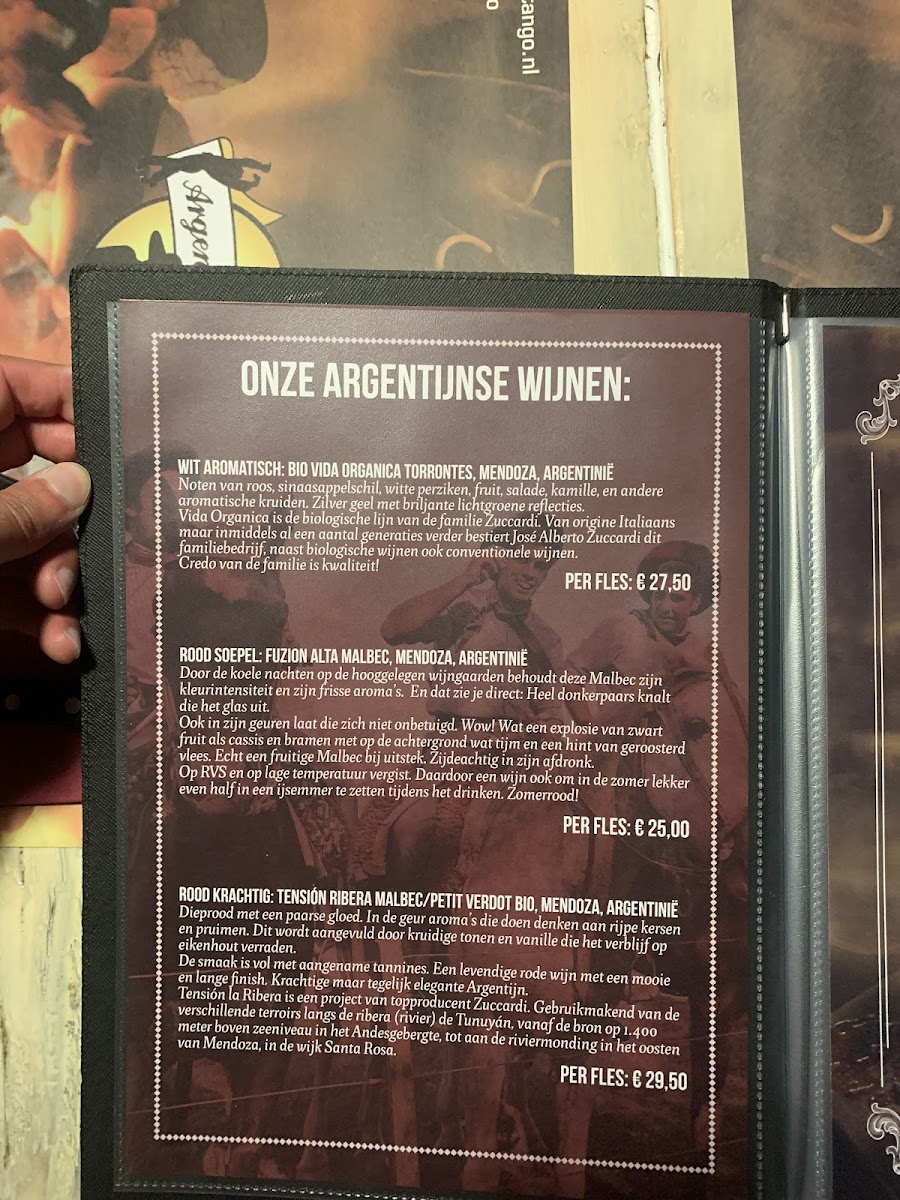 ango.nl
Argen
ONZE ARGENTIJNSE WIJNEN:
WIT AROMATISCH: BIO VIDA ORGANICA TORRONTES, MENDOZA, ARGENTINIË
Noten van roos, sinaasappelschil, witte perziken, fruit, salade, kamille, en andere
aromatische kruiden. Zilver geel met briljante lichtgroene reflecties.
Vida Organica is de biologische lijn van de familie Zuccardi. Van origine Italiaans
maar inmiddels al een aantal generaties verder bestiert José Alberto Zuccardi dit
familiebedrijf, naast biologische wijnen ook conventionele wijnen.
Credo van de familie is kwaliteit!
PER FLES: € 27,50
ROOD SOEPEL: FUZION ALTA MALBEC, MENDOZA, ARGENTINIË
Door de koele nachten op de hooggelegen wijngaarden behoudt deze Malbec zijn
kleurintensiteit en zijn frisse aroma's. En dat zie je direct: Heel donkerpaars knalt
die het glas uit.
Ook in zijn geuren laat die zich niet onbetuigd. Wow! Wat een explosie van zwart
fruit als cassis en bramen met op de achtergrond wat tijm en een hint van geroosterd
vlees. Echt een fruitige Malbec bij uitstek. Zijdeachtig in zijn afdronk.
Op RVS en op lage temperatuur vergist. Daardoor een wijn ook om in de zomer lekker
even half in een ijsemmer te zetten tijdens het drinken. Zomerrood!
PER FLES: € 25,00
ROOD KRACHTIG: TENSIÓN RIBERA MALBEC/PETIT VERDOT BIO, MENDOZA, ARGENTINIË
Dieprood met een paarse gloed. In de geur aroma's die doen denken aan rijpe kersen
en pruimen. Dit wordt aangevuld door kruidige tonen en vanille die het verblijf op
eikenhout verraden.
De smaak is vol met aangename tannines. Een levendige rode wijn met een mooie
en lange finish. Krachtige maar tegelijk elegante Argentijn.
Tensión la Ribera is een project van topproducent Zuccardi. Gebruikmakend van de
verschillende terroirs langs de ribera (rivier) de Tunuyán, vanaf de bron op 1.400
meter boven zeeniveau in het Andesgebergte, tot aan de riviermonding in het oosten
van Mendoza, in de wijk Santa Rosa.
PER FLES: € 29,50